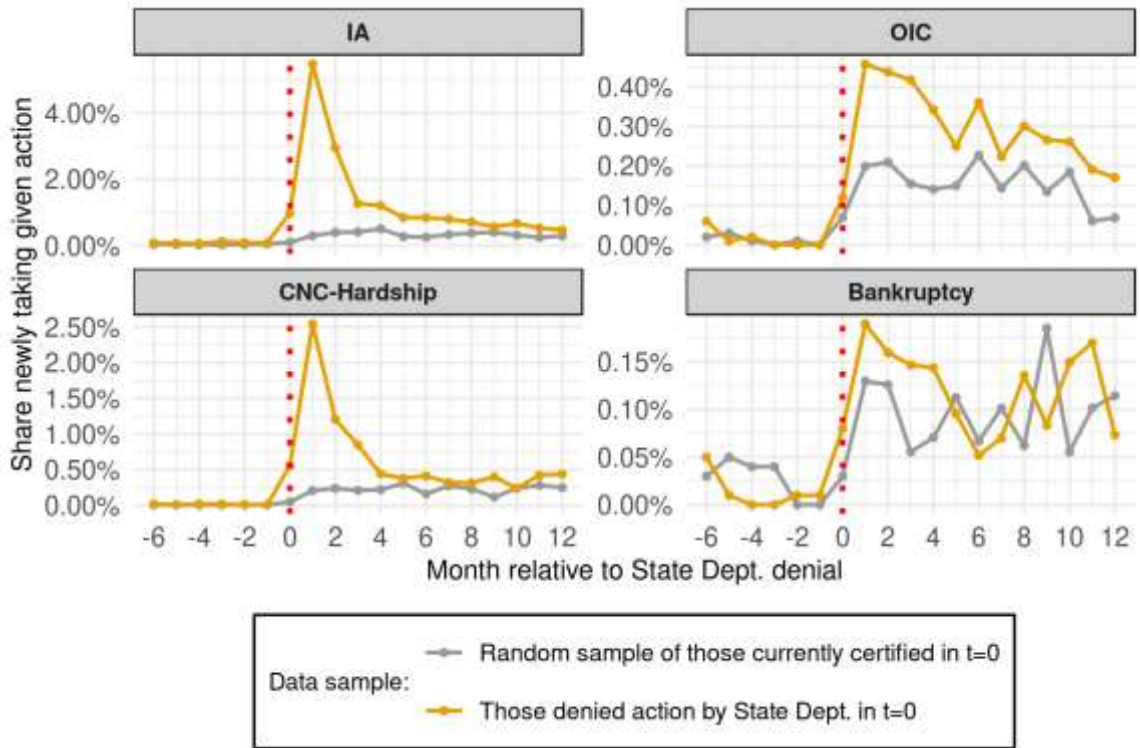 IA
OIC
Share newly taking given action
4.00%
2.00%
0.00%
0.40%
0.30%
0.20%
0.10%
0.00%
CNC-Hardship
Bankruptcy
2.50%
2.00%
1.50%
1.00%
0.50%
0.00%
0.15%
0.10%
0.05%
0.00%
-6 -4 -2 0 2 4 6 8 10 12
-6 -4 -2 0 2 4 6 8 10 12
Month relative to State Dept. denial
Data sample:
Random sample of those currently certified in t=0
Those denied action by State Dept. in t=0